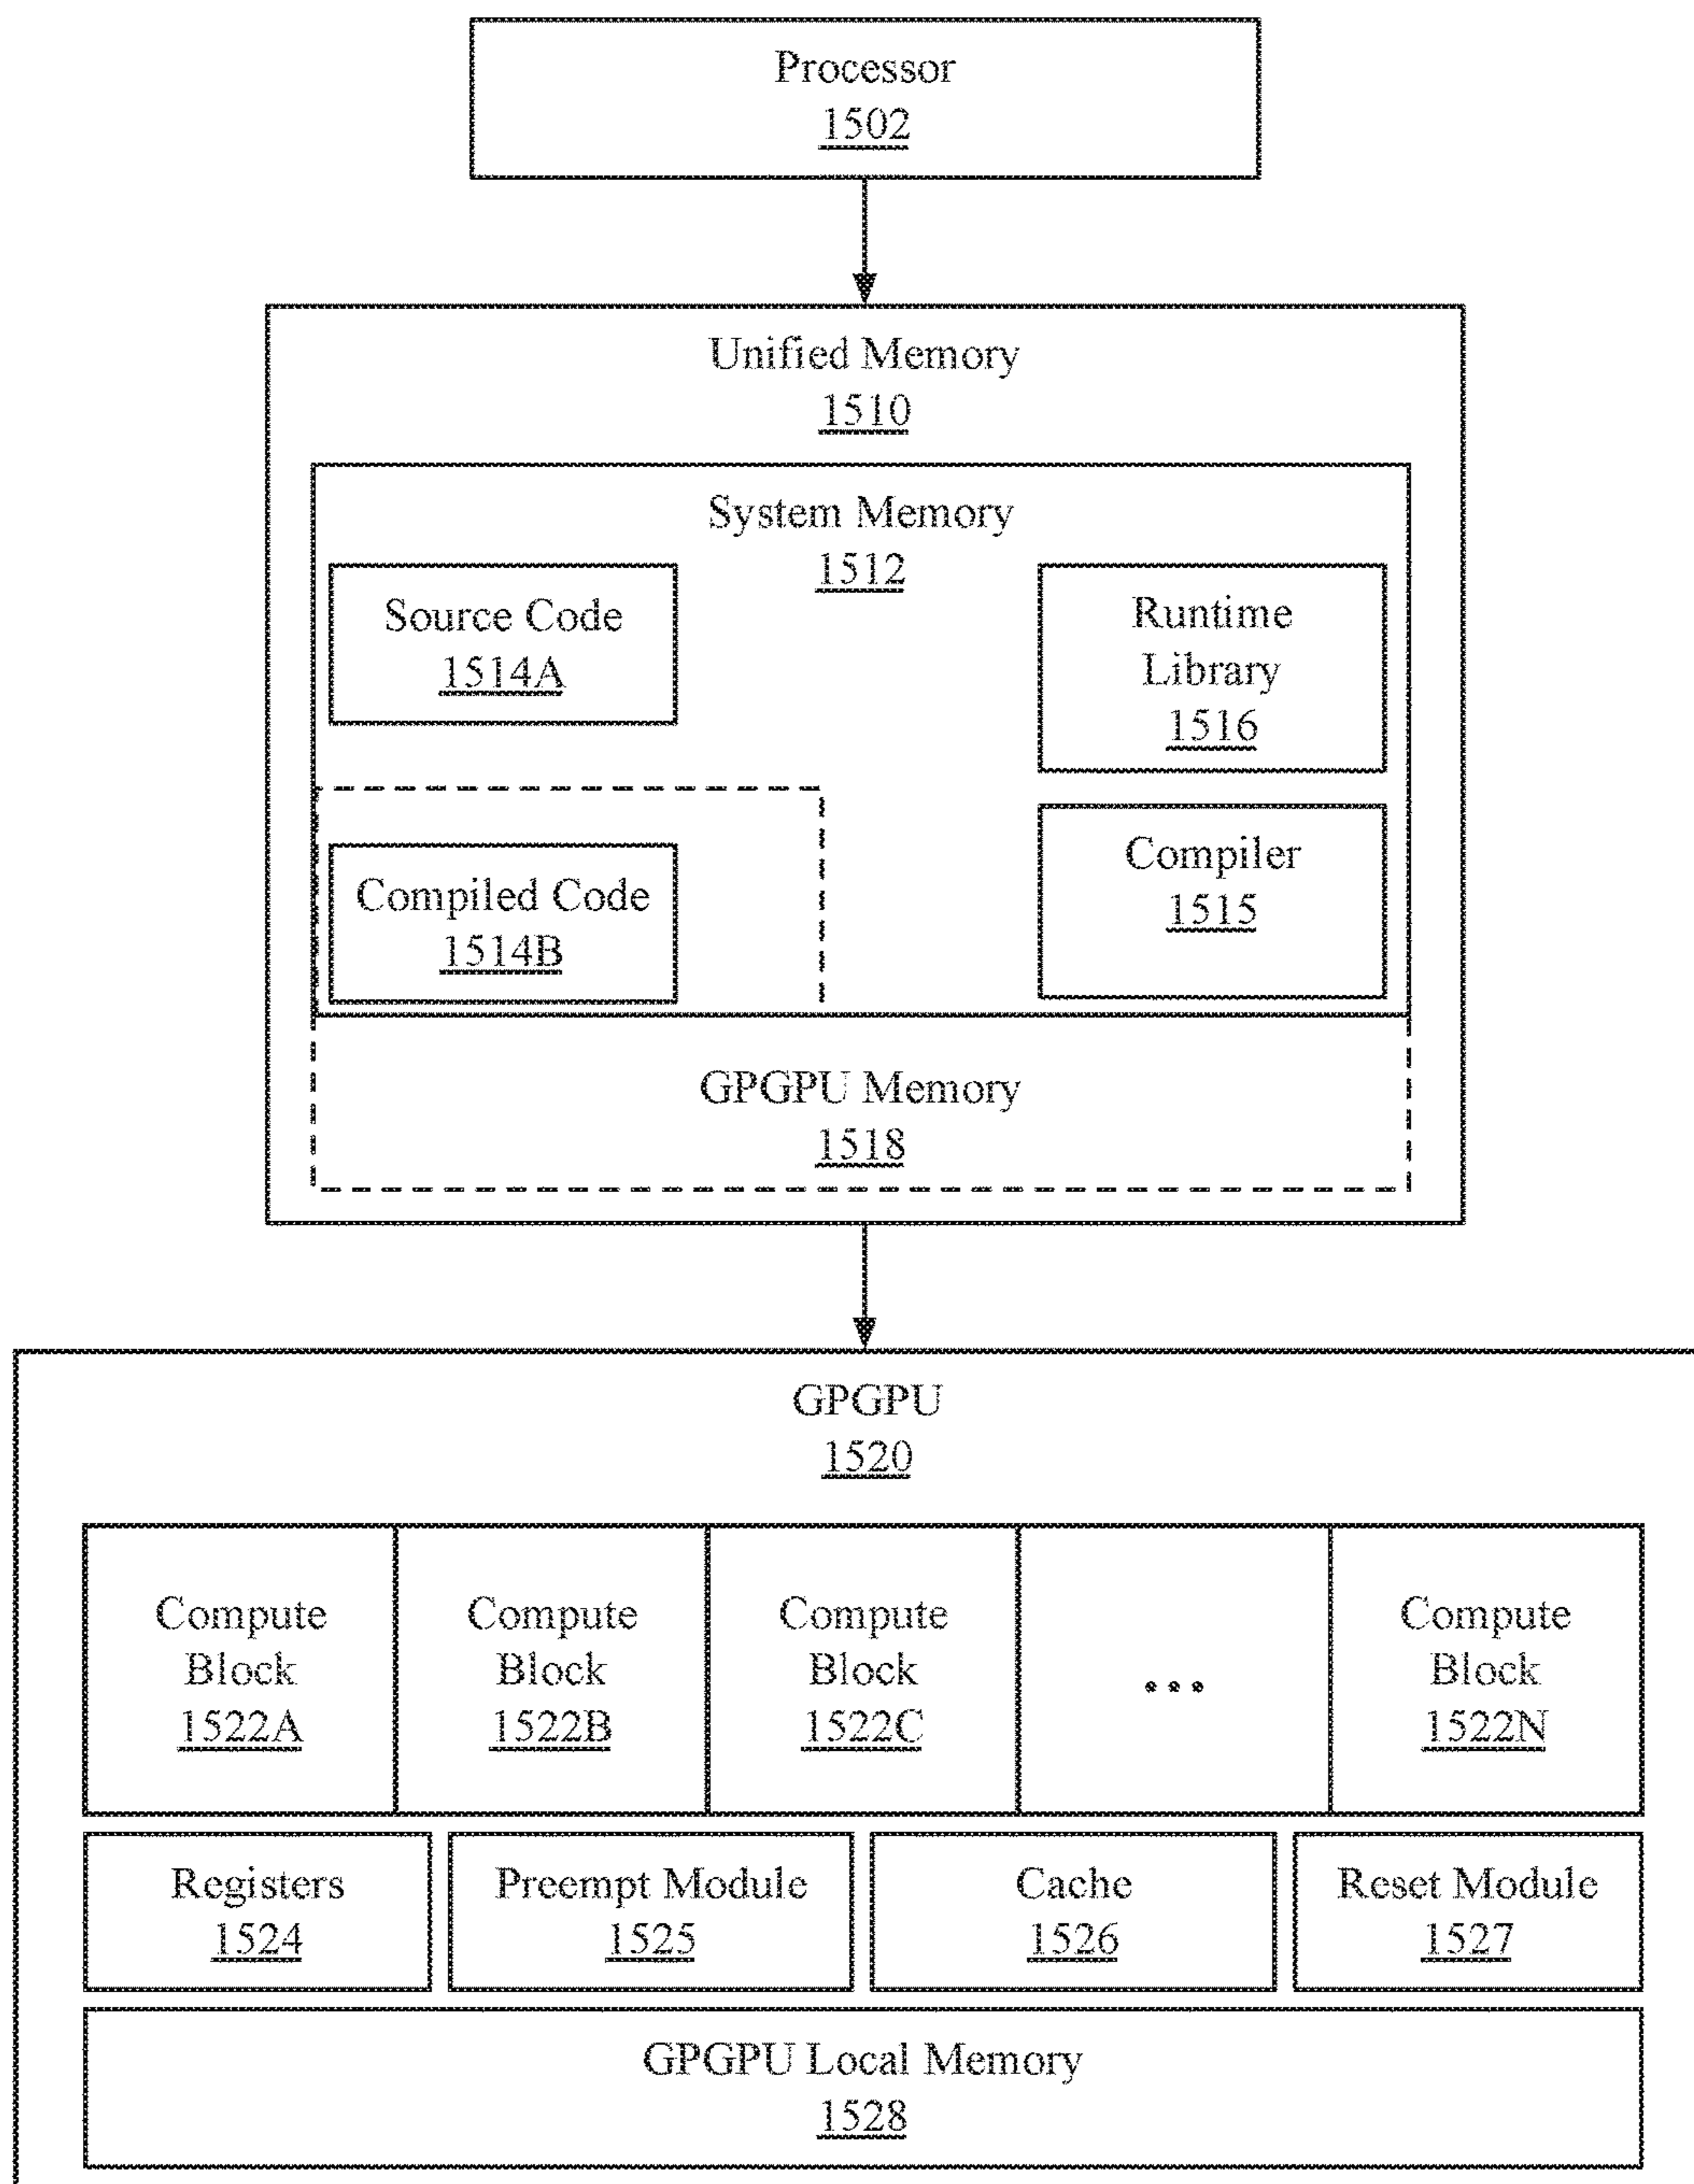 Processor
1502
Unified Memory
1510
System Memory
1512
Source Code
1514A
Runtime
Library
1516
Compiled Code
1514B
Compiler
1515
GPGPU Memory
1518
GPGPU
1520
Compute
Block
1522A
Compute
Block
1522B
Compute
Block
1522C
...
Compute
Block
1522N
Registers
1524
Preempt Module
1525
Cache
1526
Reset Module
1527
GPGPU Local Memory
1528